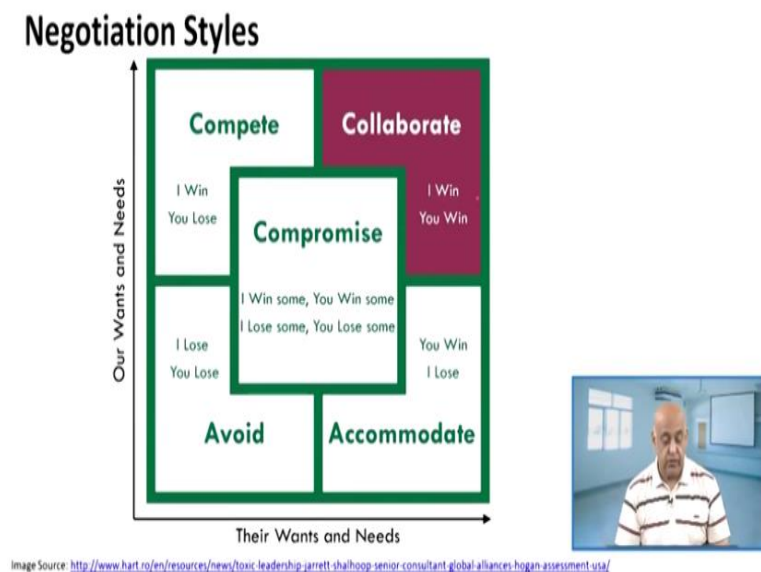 Negotiation Styles
Our Wants and Needs
Compete
I Win
You Lose
Collaborate
I Win
You Win
Compromise
I Win some, You Win some
I Lose some, You Lose some
I Lose
You Lose
Avoid
You Win
I Lose
Accommodate
Their Wants and Needs
Image Source: http://www.hart.ro/en/resources/news/toxic-leadership-jarrett-shalhoop-senior-consultant-global-alliances-hogan-assessment-usa/